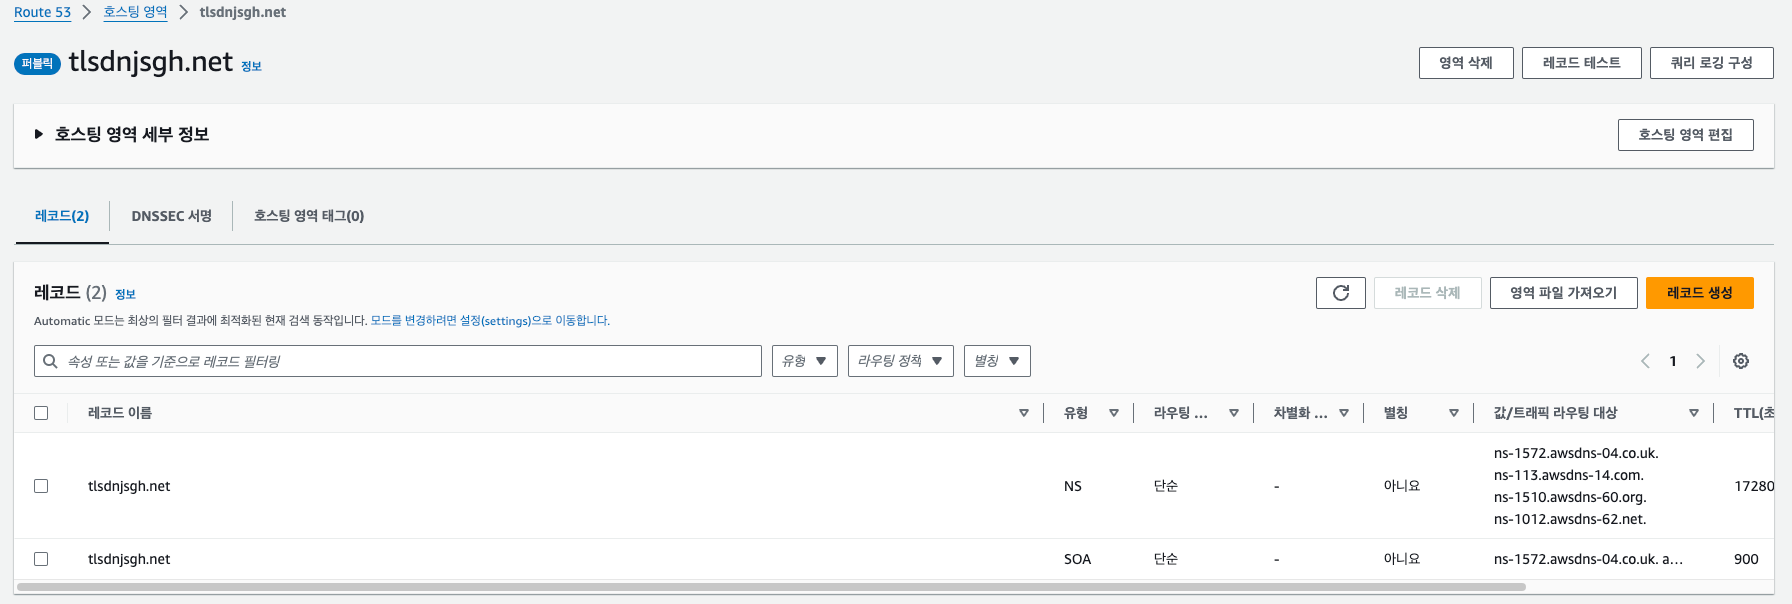 Route 53 > 호스팅 영역 > tlsdnjsgh.net
퍼블릭 tlsdnjsgh.net 정보
영역 삭제 레코드 테스트 쿼리 로깅 구성
호스팅 영역 세부 정보 호스팅 영역 편집
레코드(2) DNSSEC 서명 호스팅 영역 태그(0)
레코드 (2) 정보
레코드 삭제 영역 파일 가져오기 레코드 생성
Automatic 모드는 최상의 필터 결과에 최적화된 현재 검색 동작입니다. 모드를 변경하려면 설정(settings)으로 이동합니다.
속성 또는 값을 기준으로 레코드 필터링 유형 라우팅 정책 별칭 1
레코드 이름 유형 라우팅 ... 차별화 ... 별칭 값/트래픽 라우팅 대상 TTL(초
ns-1572.awsdns-04.co.uk.
ns-113.awsdns-14.com.
tlsdnjsgh.net NS 단순 - 아니요 17280
ns-1510.awsdns-60.org.
ns-1012.awsdns-62.net.
tlsdnjsgh.net SOA 단순 - 아니요 ns-1572.awsdns-04.co.uk. a... 900